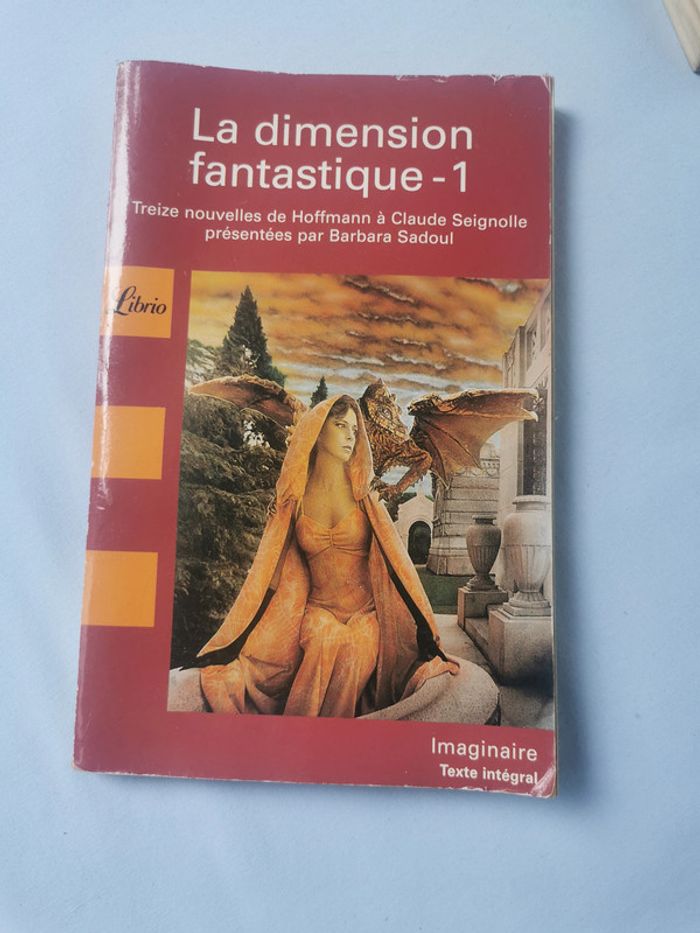 La dimension
fantastique - 1
Treize nouvelles de Hoffmann à Claude Seignolle
présentées par Barbara Sadoul
Librio
Imaginaire
Texte intégral